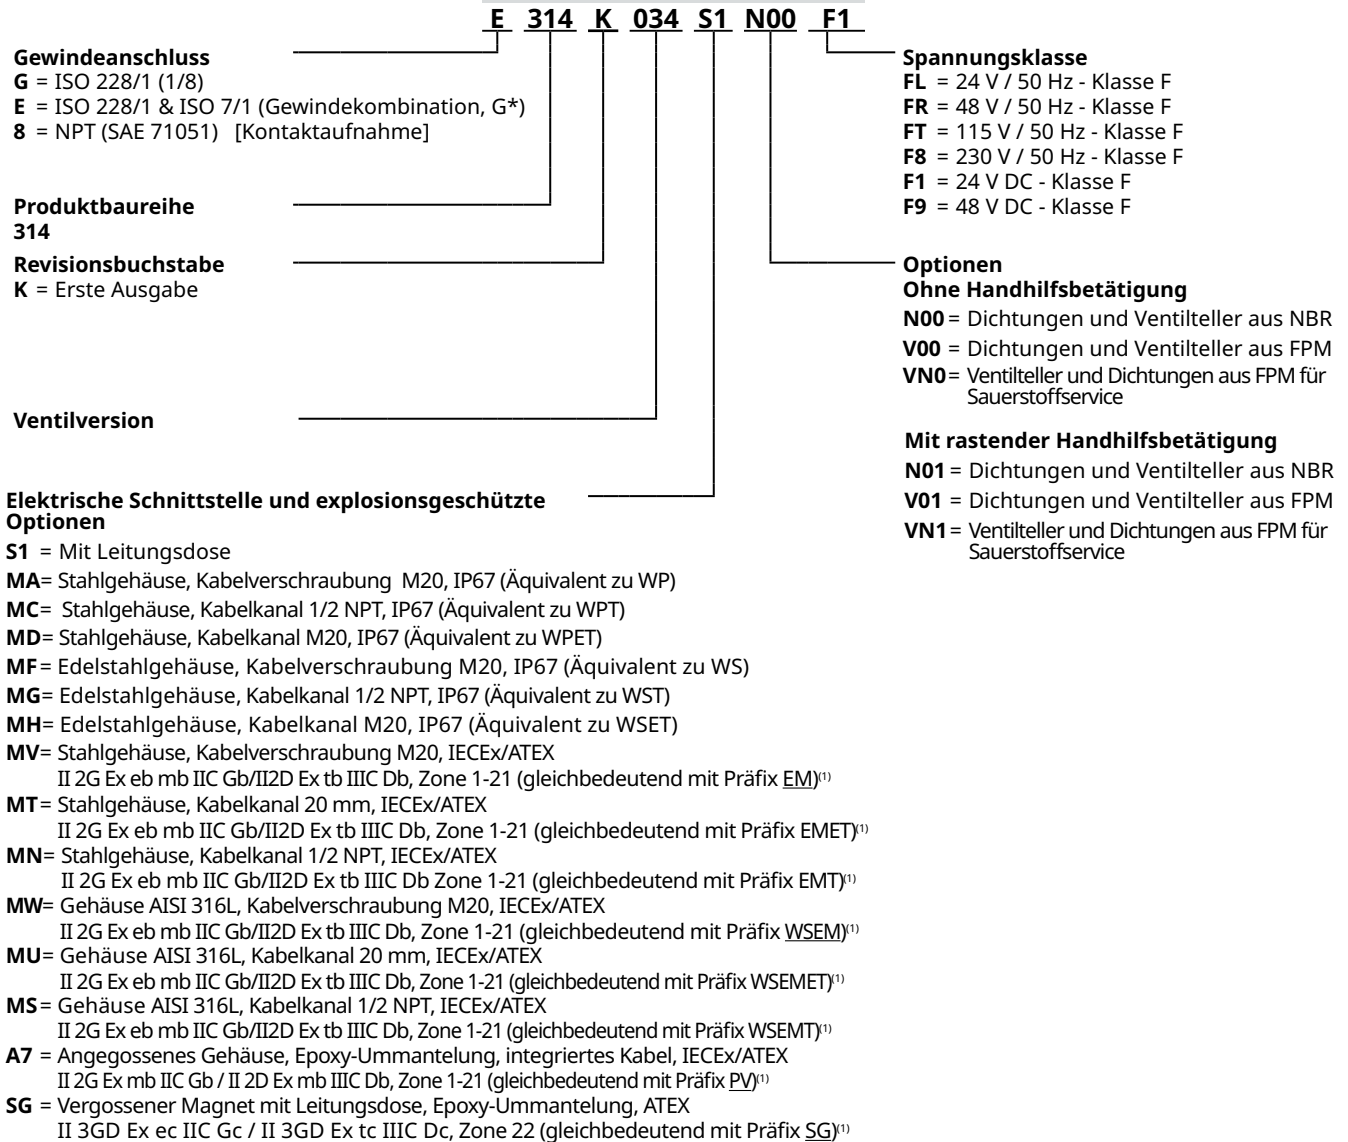 E 314 K 034 S1 N00 F1
Gewindeanschluss
G = ISO 228/1 (1/8)
E = ISO 228/1 & ISO 7/1 (Gewindekombination, G*)
8 = NPT (SAE 71051) [Kontaktaufnahme]
Produktbaureihe
314
Revisionsbuchstabe
K = Erste Ausgabe
Ventilversion
Elektrische Schnittstelle und explosionsgeschützte
Optionen
S1 = Mit Leitungsdose
MA= Stahlgehäuse, Kabelverschraubung M20, IP67 (Äquivalent zu WP)
MC= Stahlgehäuse, Kabelkanal 1/2 NPT, IP67 (Äquivalent zu WPT)
MD= Stahlgehäuse, Kabelkanal M20, IP67 (Äquivalent zu WPET)
MF= Edelstahlgehäuse, Kabelverschraubung M20, IP67 (Äquivalent zu WS)
MG= Edelstahlgehäuse, Kabelkanal 1/2 NPT, IP67 (Äquivalent zu WST)
MH= Edelstahlgehäuse, Kabelkanal M20, IP67 (Äquivalent zu WSET)
MV= Stahlgehäuse, Kabelverschraubung M20, IECEx/ATEX
II 2G Ex eb mb IIC Gb/II2D Ex tb IIIC Db, Zone 1-21 (gleichbedeutend mit Präfix EM)(1)
MT= Stahlgehäuse, Kabelkanal 20 mm, IECEx/ATEX
II 2G Ex eb mb IIC Gb/II2D Ex tb IIIC Db, Zone 1-21 (gleichbedeutend mit Präfix EMET)(1)
MN= Stahlgehäuse, Kabelkanal 1/2 NPT, IECEx/ATEX
II 2G Ex eb mb IIC Gb/II2D Ex tb IIIC Db Zone 1-21 (gleichbedeutend mit Präfix EMT)(1)
MW= Gehäuse AISI 316L, Kabelverschraubung M20, IECEx/ATEX
II 2G Ex eb mb IIC Gb/II2D Ex tb IIIC Db, Zone 1-21 (gleichbedeutend mit Präfix WSEM)(1)
MU= Gehäuse AISI 316L, Kabelkanal 20 mm, IECEx/ATEX
II 2G Ex eb mb IIC Gb/II2D Ex tb IIIC Db, Zone 1-21 (gleichbedeutend mit Präfix WSEMET)(1)
MS= Gehäuse AISI 316L, Kabelkanal 1/2 NPT, IECEx/ATEX
II 2G Ex eb mb IIC Gb/II2D Ex tb IIIC Db, Zone 1-21 (gleichbedeutend mit Präfix WSEMT)(1)
A7 = Angegossenes Gehäuse, Epoxy-Ummantelung, integriertes Kabel, IECEx/ATEX
II 2G Ex mb IIC Gb / II 2D Ex mb IIIC Db, Zone 1-21 (gleichbedeutend mit Präfix PV)(1)
SG = Vergossener Magnet mit Leitungsdose, Epoxy-Ummantelung, ATEX
II 3GD Ex ec IIC Gc / II 3GD Ex tc IIIC Dc, Zone 22 (gleichbedeutend mit Präfix SG)(1)
Spannungsklasse
FL = 24 V / 50 Hz - Klasse F
FR = 48 V / 50 Hz - Klasse F
FT = 115 V / 50 Hz - Klasse F
F8 = 230 V / 50 Hz - Klasse F
F1 = 24 V DC - Klasse F
F9 = 48 V DC - Klasse F
Optionen
Ohne Handhilfsbetätigung
N00= Dichtungen und Ventilteller aus NBR
V00 = Dichtungen und Ventilteller aus FPM
VN0= Ventilteller und Dichtungen aus FPM für
Sauerstoffservice
Mit rastender Handhilfsbetätigung
N01= Dichtungen und Ventilteller aus NBR
V01 = Dichtungen und Ventilteller aus FPM
VN1= Ventilteller und Dichtungen aus FPM für
Sauerstoffservice